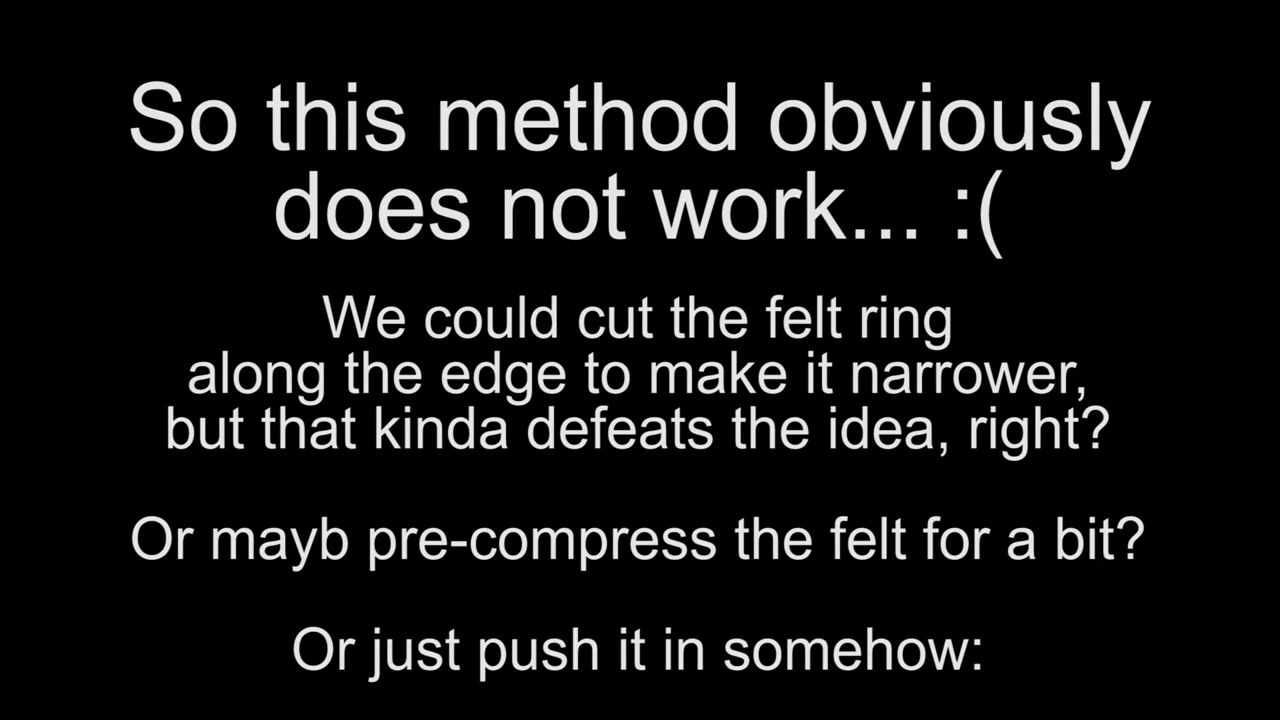 So this method obviously
does not work... :(
We could cut the felt ring
along the edge to make it narrower,
but that kinda defeats the idea, right?
Or mayb pre-compress the felt for a bit?
Or just push it in somehow: